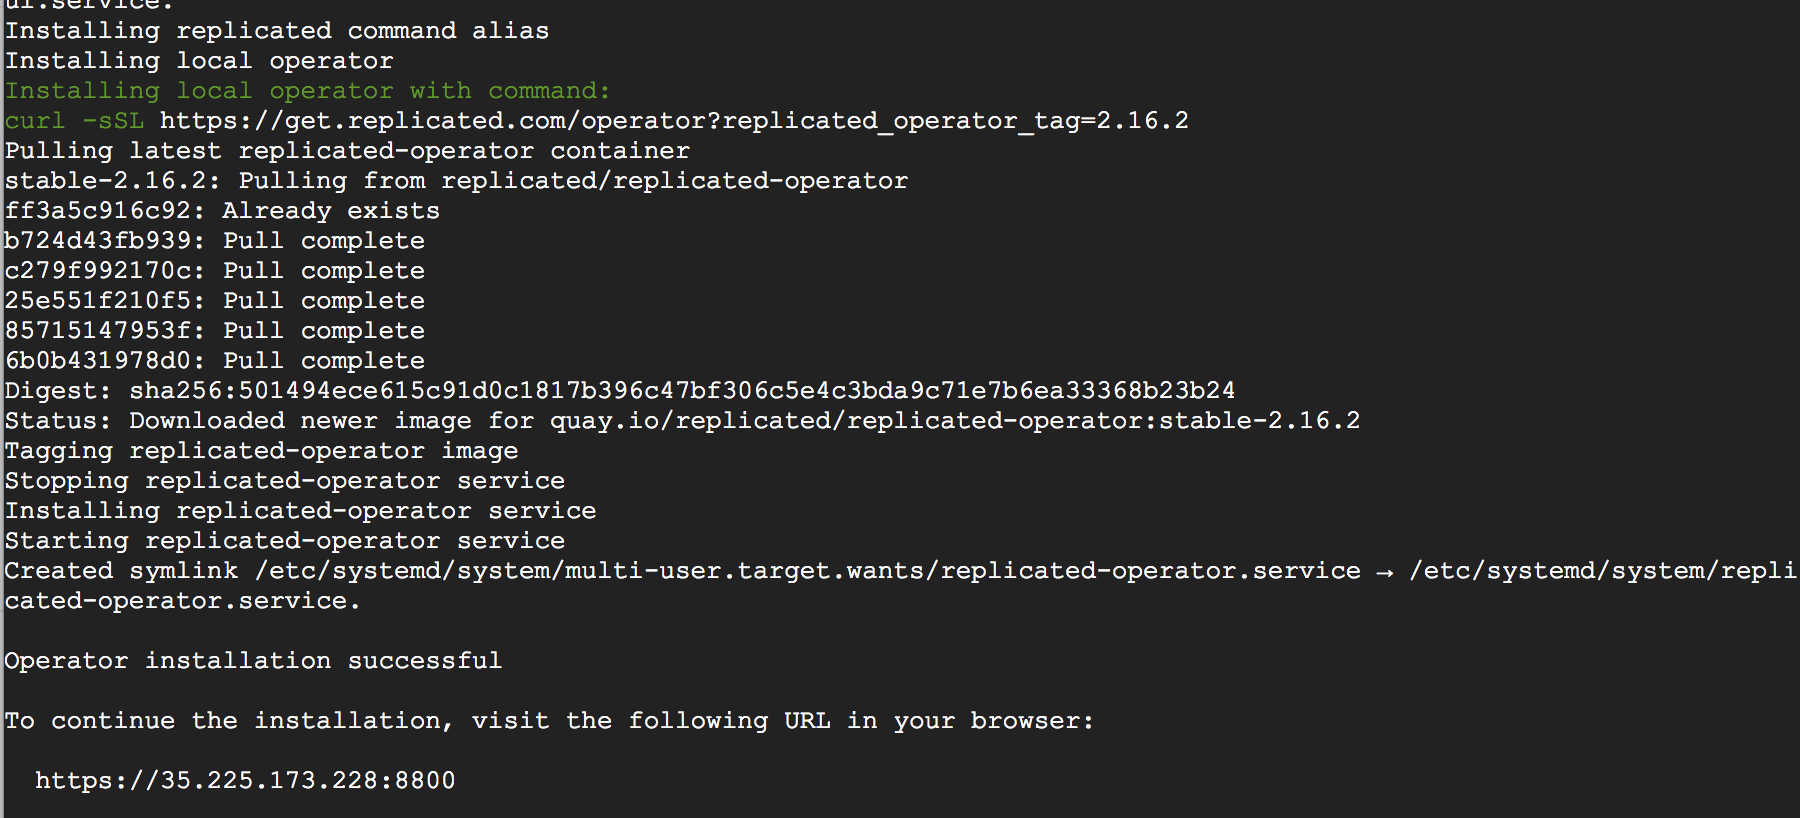 ui.service.
Installing replicated command alias
Installing local operator
Installing local operator with command:
curl -sSL https://get.replicated.com/operator?replicated_operator_tag=2.16.2
Pulling latest replicated-operator container
stable-2.16.2: Pulling from replicated/replicated-operator
ff3a5c916c92: Already exists
b724d43fb939: Pull complete
c279f992170c: Pull complete
25e551f210f5: Pull complete
85715147953f: Pull complete
6b0b431978d0: Pull complete
Digest: sha256:501494ece615c91d0c1817b396c47bf306c5e4c3bda9c71e7b6ea33368b23b24
Status: Downloaded newer image for quay.io/replicated/replicated-operator:stable-2.16.2
Tagging replicated-operator image
Stopping replicated-operator service
Installing replicated-operator service
Starting replicated-operator service
Created symlink /etc/systemd/system/multi-user.target.wants/replicated-operator.service → /etc/systemd/system/repli
cated-operator.service.
Operator installation successful
To continue the installation, visit the following URL in your browser:
https://35.225.173.228:8800